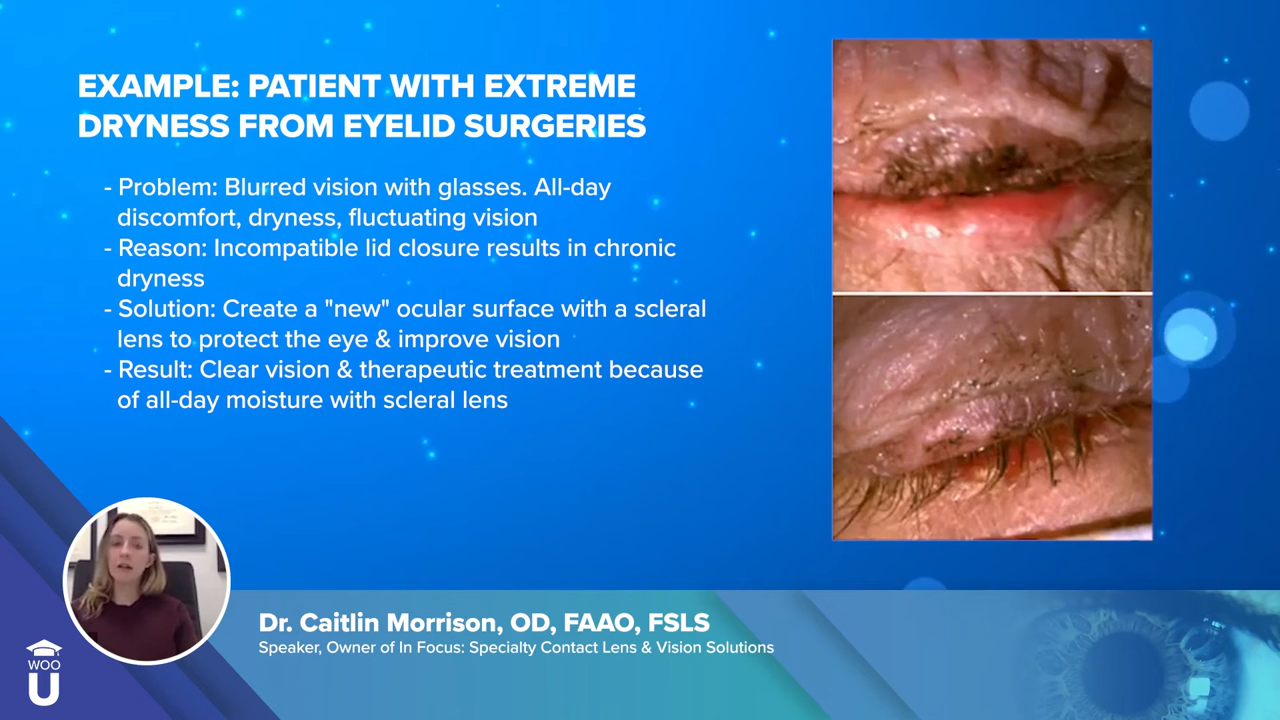 EXAMPLE: PATIENT WITH EXTREME
DRYNESS FROM EYELID SURGERIES
- Problem: Blurred vision with glasses. All-day
discomfort, dryness, fluctuating vision
- Reason: Incompatible lid closure results in chronic
dryness
- Solution: Create a "new" ocular surface with a scleral
lens to protect the eye & improve vision
- Result: Clear vision & therapeutic treatment because
of all-day moisture with scleral lens
Dr. Caitlin Morrison, OD, FAAO, FSLS
Speaker, Owner of In Focus: Specialty Contact Lens & Vision Solutions
WOO
U